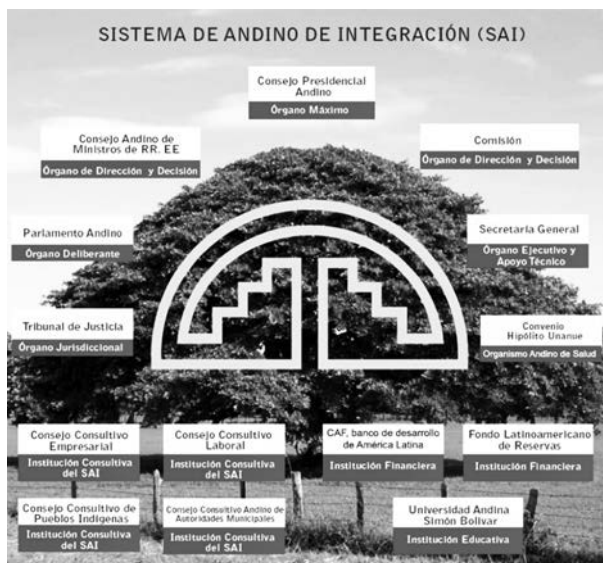 SISTEMA DE ANDINO DE INTEGRACIÓN (SAI)
Consejo Presidencial
Andino
Órgano Máximo
Consejo Andino de
Ministros de RR. EE
Órgano de Dirección y Decisión
Comisión
Órgano de Dirección y Decisión
Parlamento Andino
Órgano Deliberante
Secretaría General
Órgano Ejecutivo y
Apoyo Técnico
Tribunal de Justicia
Órgano Jurisdiccional
Convenio
Hipólito Unanue
Organismo Andino de Salud
Consejo Consultivo
Empresarial
Institución Consultiva
del SAI
Consejo Consultivo
Laboral
Institución Consultiva
del SAI
CAF, banco de desarrollo
de América Latina
Institución Financiera
Fondo Latinoamericano
de Reservas
Institución Financiera
Consejo Consultivo de
Pueblos Indígenas
Institución Consultiva
del SAI
Consejo Consultivo Andino de
Autoridades Municipales
Institución Consultiva
del SAI
Universidad Andina
Simón Bolívar
Institución Educativa